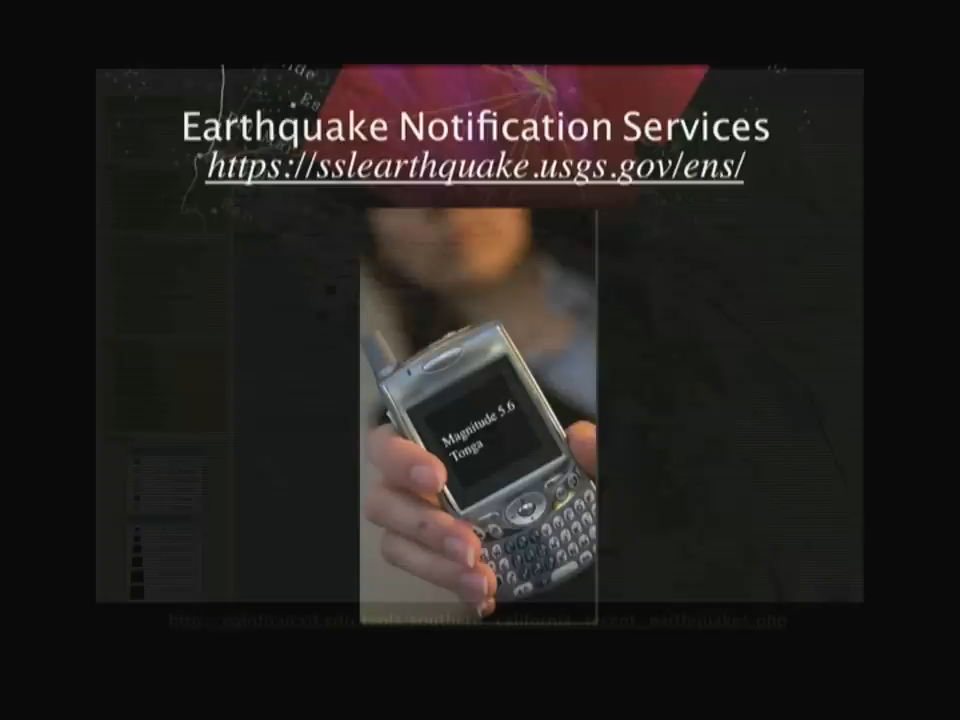 Earthquake Notification Services
https://sslearthquake.usgs.gov/ens/
Magnitude 5.6
Tonga